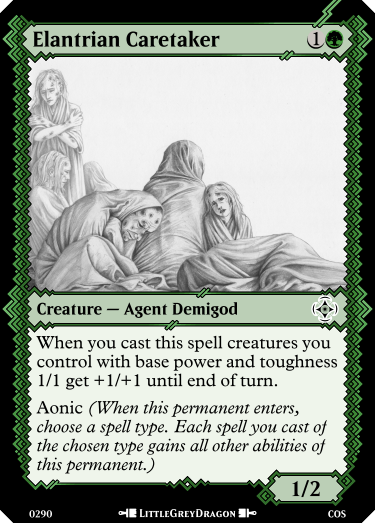 Elantrian Caretaker 1
Creature — Agent Demigod
When you cast this spell creatures you
control with base power and toughness
1/1 get +1/+1 until end of turn.
Aonic (When this permanent enters,
choose a spell type. Each spell you cast of
the chosen type gains all other abilities of
this permanent.)
1/2
0290 LittleGreyDragon COS